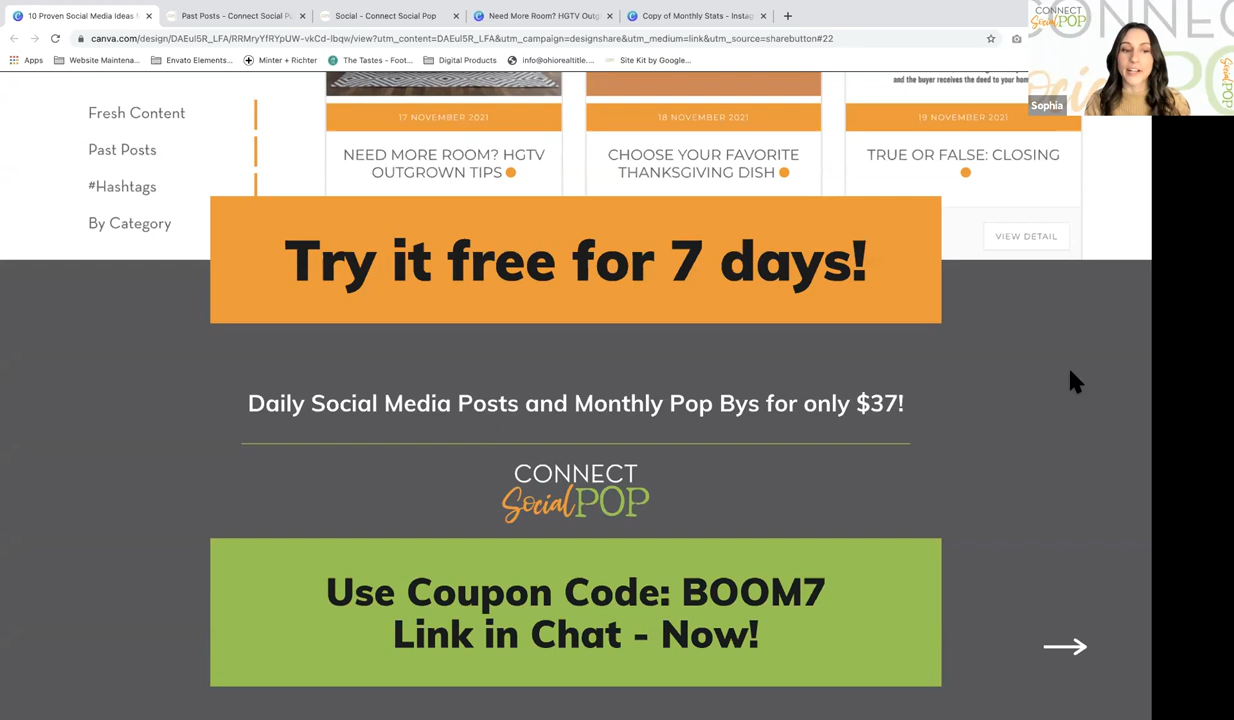 10 Proven Social Media Ideas
Past Posts - Connect Social P
Social - Connect Social Pop
Need More Room? HGTV Outg
Copy of Monthly Stats - Instag
canva.com/design/DAEul5R_LFA/RRMryYfRYpUW-vkCd-lbqw/view?utm_content=DAEul5R_LFA&utm_campaign=designshare&utm_medium=link&utm_source=sharebutton#22
Apps
Website Maintena...
Envato Elements...
Minter + Richter
The Tastes - Foot...
Digital Products
info@ohiorealtitle....
Site Kit by Google...
CONNECT
Social POP
Sophia
and the buyer receives the deed to your hom
Fresh Content
Past Posts
#Hashtags
By Category
17 NOVEMBER 2021
NEED MORE ROOM? HGTV
OUTGROWN TIPS
18 NOVEMBER 2021
CHOOSE YOUR FAVORITE
THANKSGIVING DISH
19 NOVEMBER 2021
TRUE OR FALSE: CLOSING
VIEW DETAIL
Try it free for 7 days!
Daily Social Media Posts and Monthly Pop Bys for only $37!
CONNECT
Social POP
Use Coupon Code: BOOM7
Link in Chat - Now!